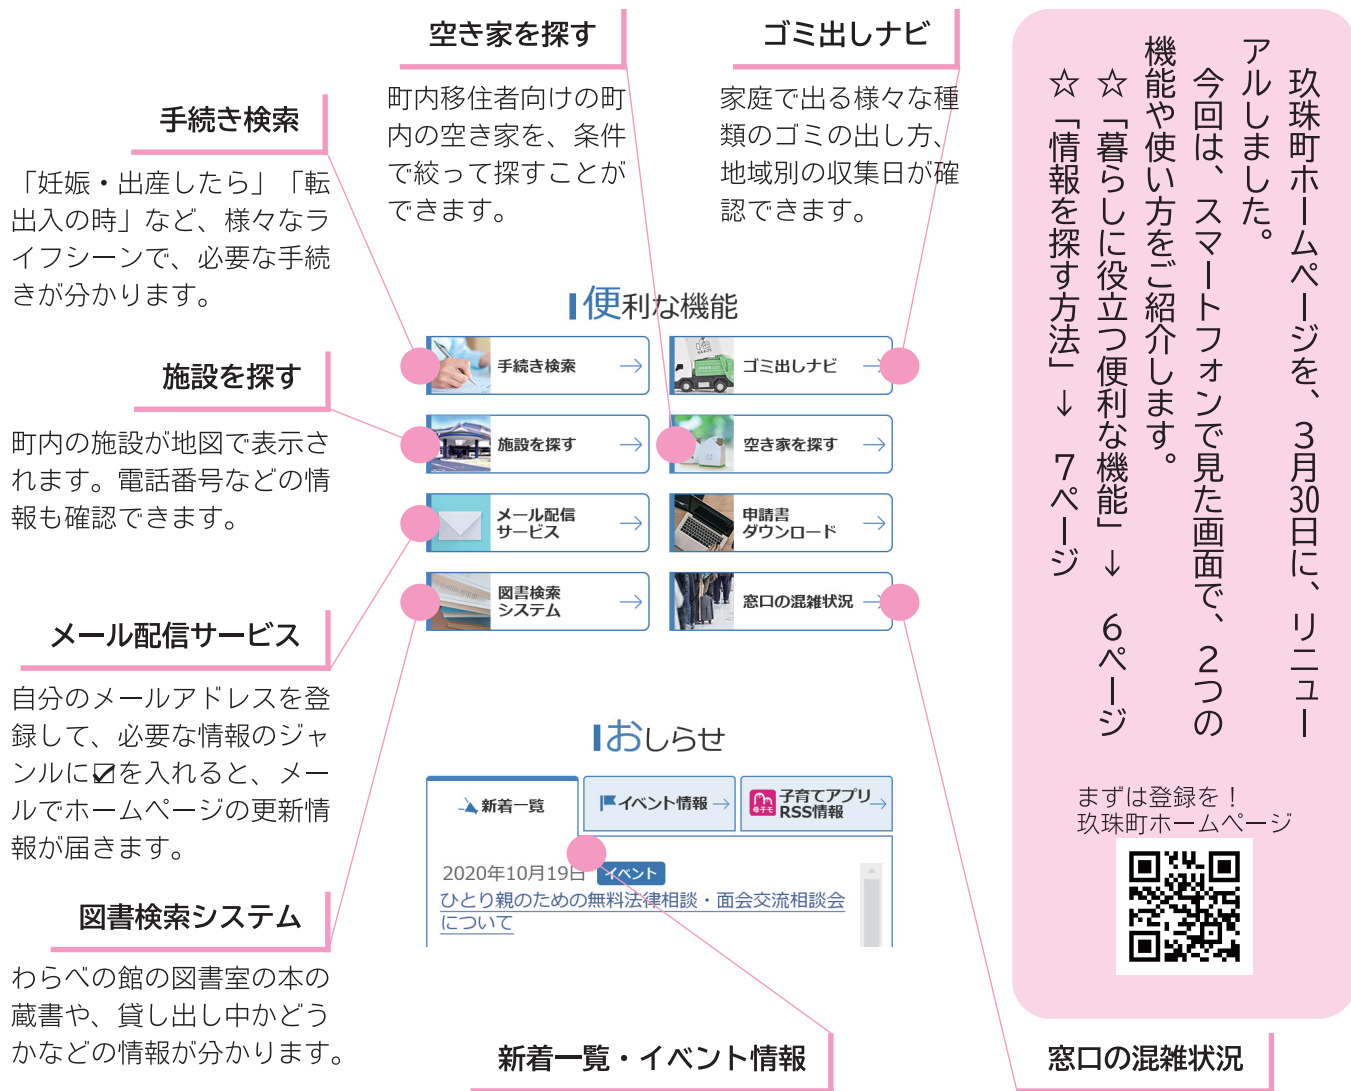 玖珠町ホームページを、3月30日に、リニュー
アルしました。
今回は、スマートフォンで見た画面で、2つの
機能や使い方をご紹介します。
☆「暮らしに役立つ便利な機能」→ 6ページ
☆「情報を探す方法」→ 7ページ
まずは登録を!
玖珠町ホームページ
空き家を探す
町内移住者向けの町
内の空き家を、条件
で絞って探すことが
できます。
ゴミ出しナビ
家庭で出る様々な種
類のゴミの出し方、
地域別の収集日が確
認できます。
手続き検索
「妊娠・出産したら」「転
出入の時」など、様々なラ
イフシーンで、必要な手続
きが分かります。
施設を探す
町内の施設が地図で表示さ
れます。電話番号などの情
報も確認できます。
メール配信サービス
自分のメールアドレスを登
録して、必要な情報のジャ
ンルに☑を入れると、メー
ルでホームページの更新情
報が届きます。
図書検索システム
わらべの館の図書室の本の
蔵書や、貸し出し中かどう
かなどの情報が分かります。
便利な機能
手続き検索 →
ゴミ出しナビ →
施設を探す →
空き家を探す →
メール配信
サービス →
申請書
ダウンロード →
図書検索
システム →
窓口の混雑状況 →
おしらせ
新着一覧
イベント情報 →
母子モ
子育てアプリ
RSS情報 →
2020年10月19日 イベント
ひとり親のための無料法律相談・面会交流相談会
について
新着一覧・イベント情報
窓口の混雑状況